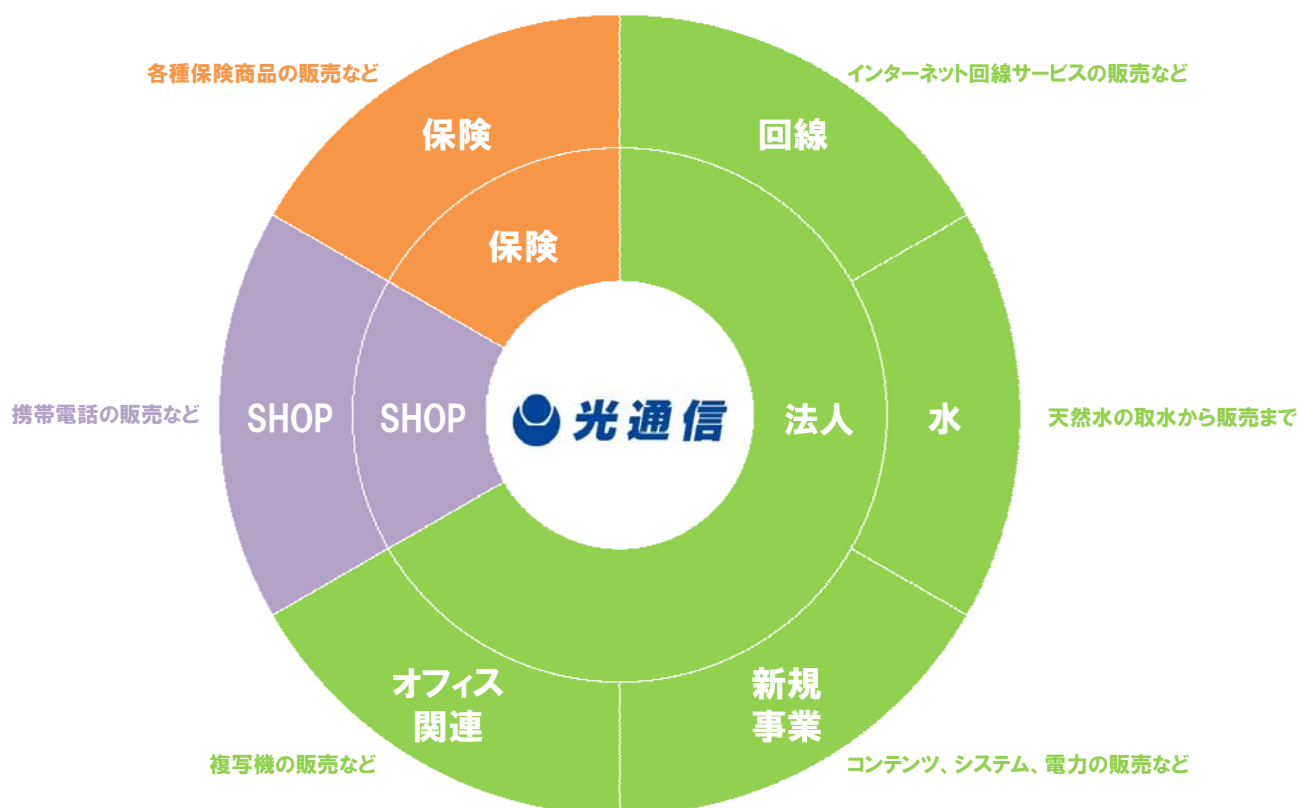 各種保険商品の販売など
インターネット回線サービスの販売など
保険
回線
保険
携帯電話の販売など
SHOP
SHOP
光通信
法人
水
天然水の取水から販売まで
オフィス
関連
新規
事業
複写機の販売など
コンテンツ、システム、電力の販売など